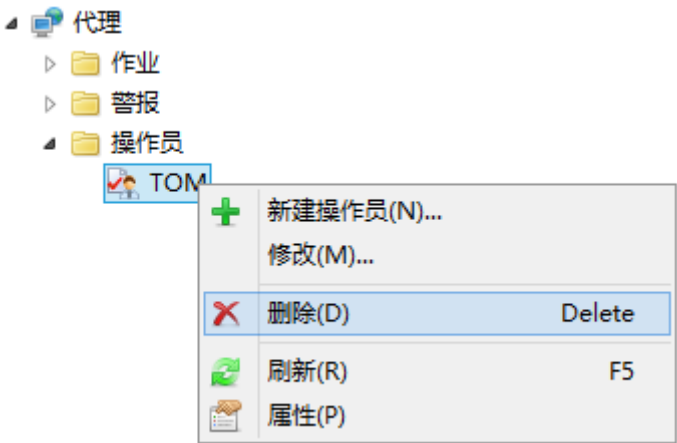 代理
作业
警报
操作员
TOM
新建操作员(N)...
修改(M)...
删除(D) Delete
刷新(R) F5
属性(P)